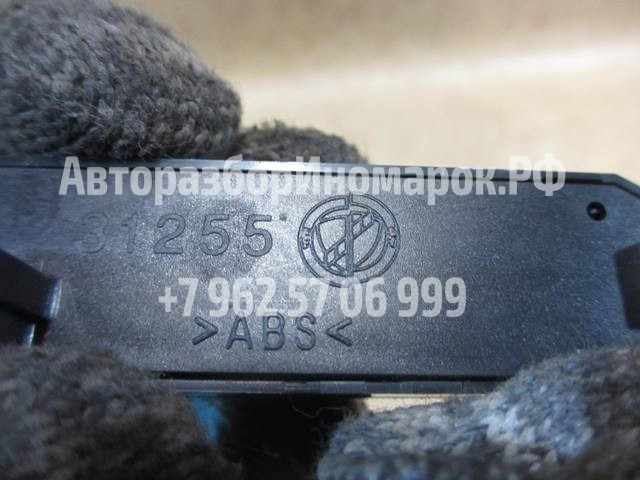 АвторазборИномарок.РФ
31255
+7 962 57 06 999
>ABS<